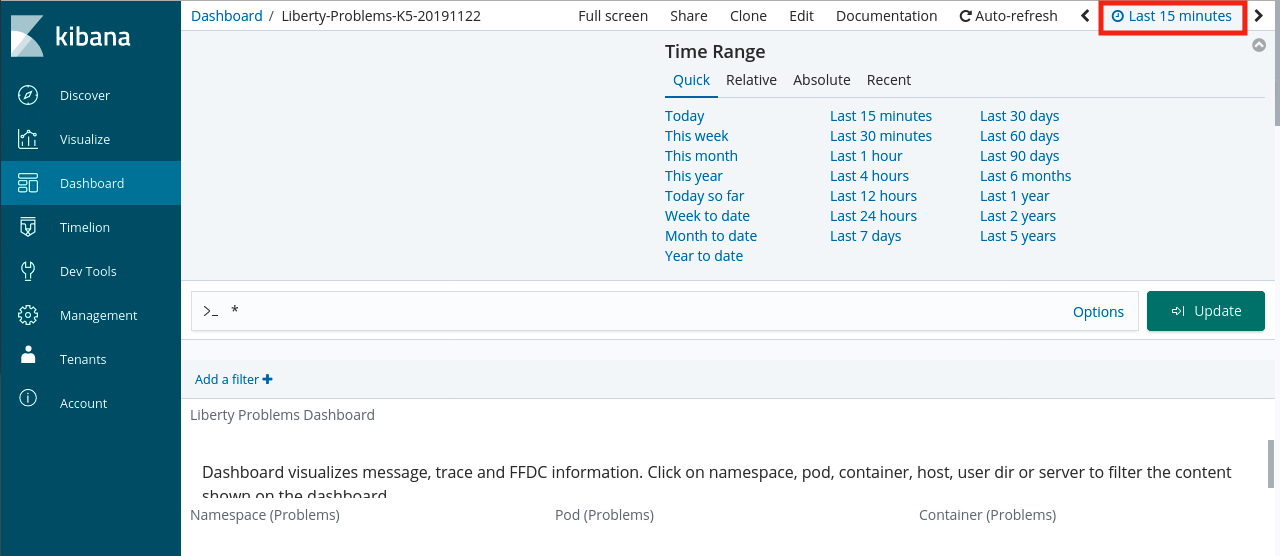 kibana
Discover
Visualize
Dashboard
Timelion
Dev Tools
Management
Tenants
Account
Dashboard / Liberty-Problems-K5-20191122
Full screen Share Clone Edit Documentation Auto-refresh Last 15 minutes
Time Range
Quick Relative Absolute Recent
Today Last 15 minutes Last 30 days
This week Last 30 minutes Last 60 days
This month Last 1 hour Last 90 days
This year Last 4 hours Last 6 months
Today so far Last 12 hours Last 1 year
Week to date Last 24 hours Last 2 years
Month to date Last 7 days Last 5 years
Year to date
>_ * Options Update
Add a filter +
Liberty Problems Dashboard
Dashboard visualizes message, trace and FFDC information. Click on namespace, pod, container, host, user dir or server to filter the content
shown on the dashboard
Namespace (Problems) Pod (Problems) Container (Problems)